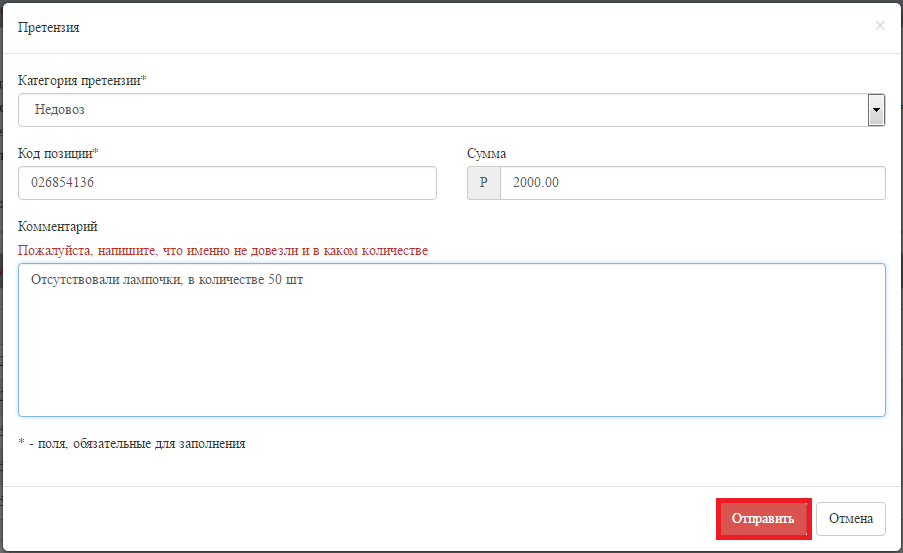 Претензия ×
Категория претензии*
Недовоз
Код позиции* Сумма
026854136 Р 2000.00
Комментарий
Пожалуйста, напишите, что именно не довезли и в каком количестве
Отсутствовали лампочки, в количестве 50 шт
* - поля, обязательные для заполнения
Отправить Отмена